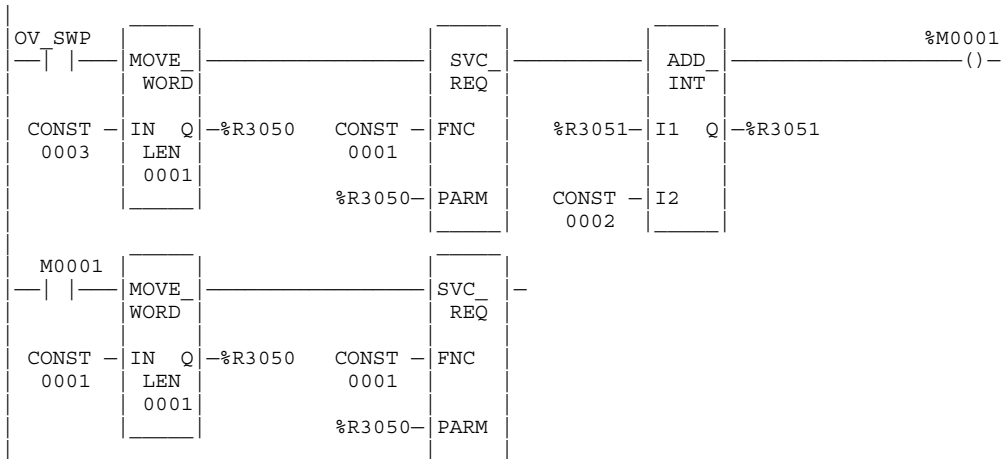 OV_SWP %M0001
MOVE_ SVC_ ADD_ ()
WORD REQ INT
CONST IN Q %R3050 CONST FNC %R3051 I1 Q %R3051
0003 LEN 0001
0001
%R3050 PARM CONST I2
0002
M0001
MOVE_ SVC_
WORD REQ
CONST IN Q %R3050 CONST FNC
0001 LEN 0001
0001
%R3050 PARM